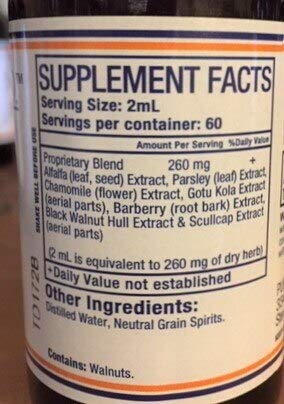 SUPPLEMENT FACTS
Serving Size: 2mL
Servings per container: 60
Amount Per Serving %Daily Value
Proprietary Blend 260 mg +
Alfalfa (leaf, seed) Extract, Parsley (leaf) Extract,
Chamomile (flower) Extract, Gotu Kola Extract
(aerial parts), Barberry (root bark) Extract,
Black Walnut Hull Extract & Scullcap Extract
(aerial parts)
(2 mL is equivalent to 260 mg of dry herb)
+Daily Value not established
Other Ingredients:
Distilled Water, Neutral Grain Spirits.
Contains: Walnuts.
SHAKE WELL BEFORE USE
TD172B
TM